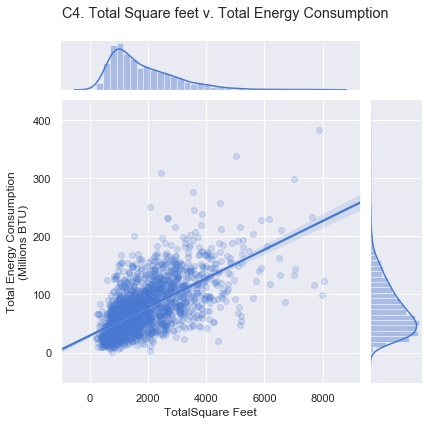 C4. Total Square feet v. Total Energy Consumption
400
300
200
100
0
Total Energy Consumption
(Millions BTU)
0
2000
4000
6000
8000
TotalSquare Feet